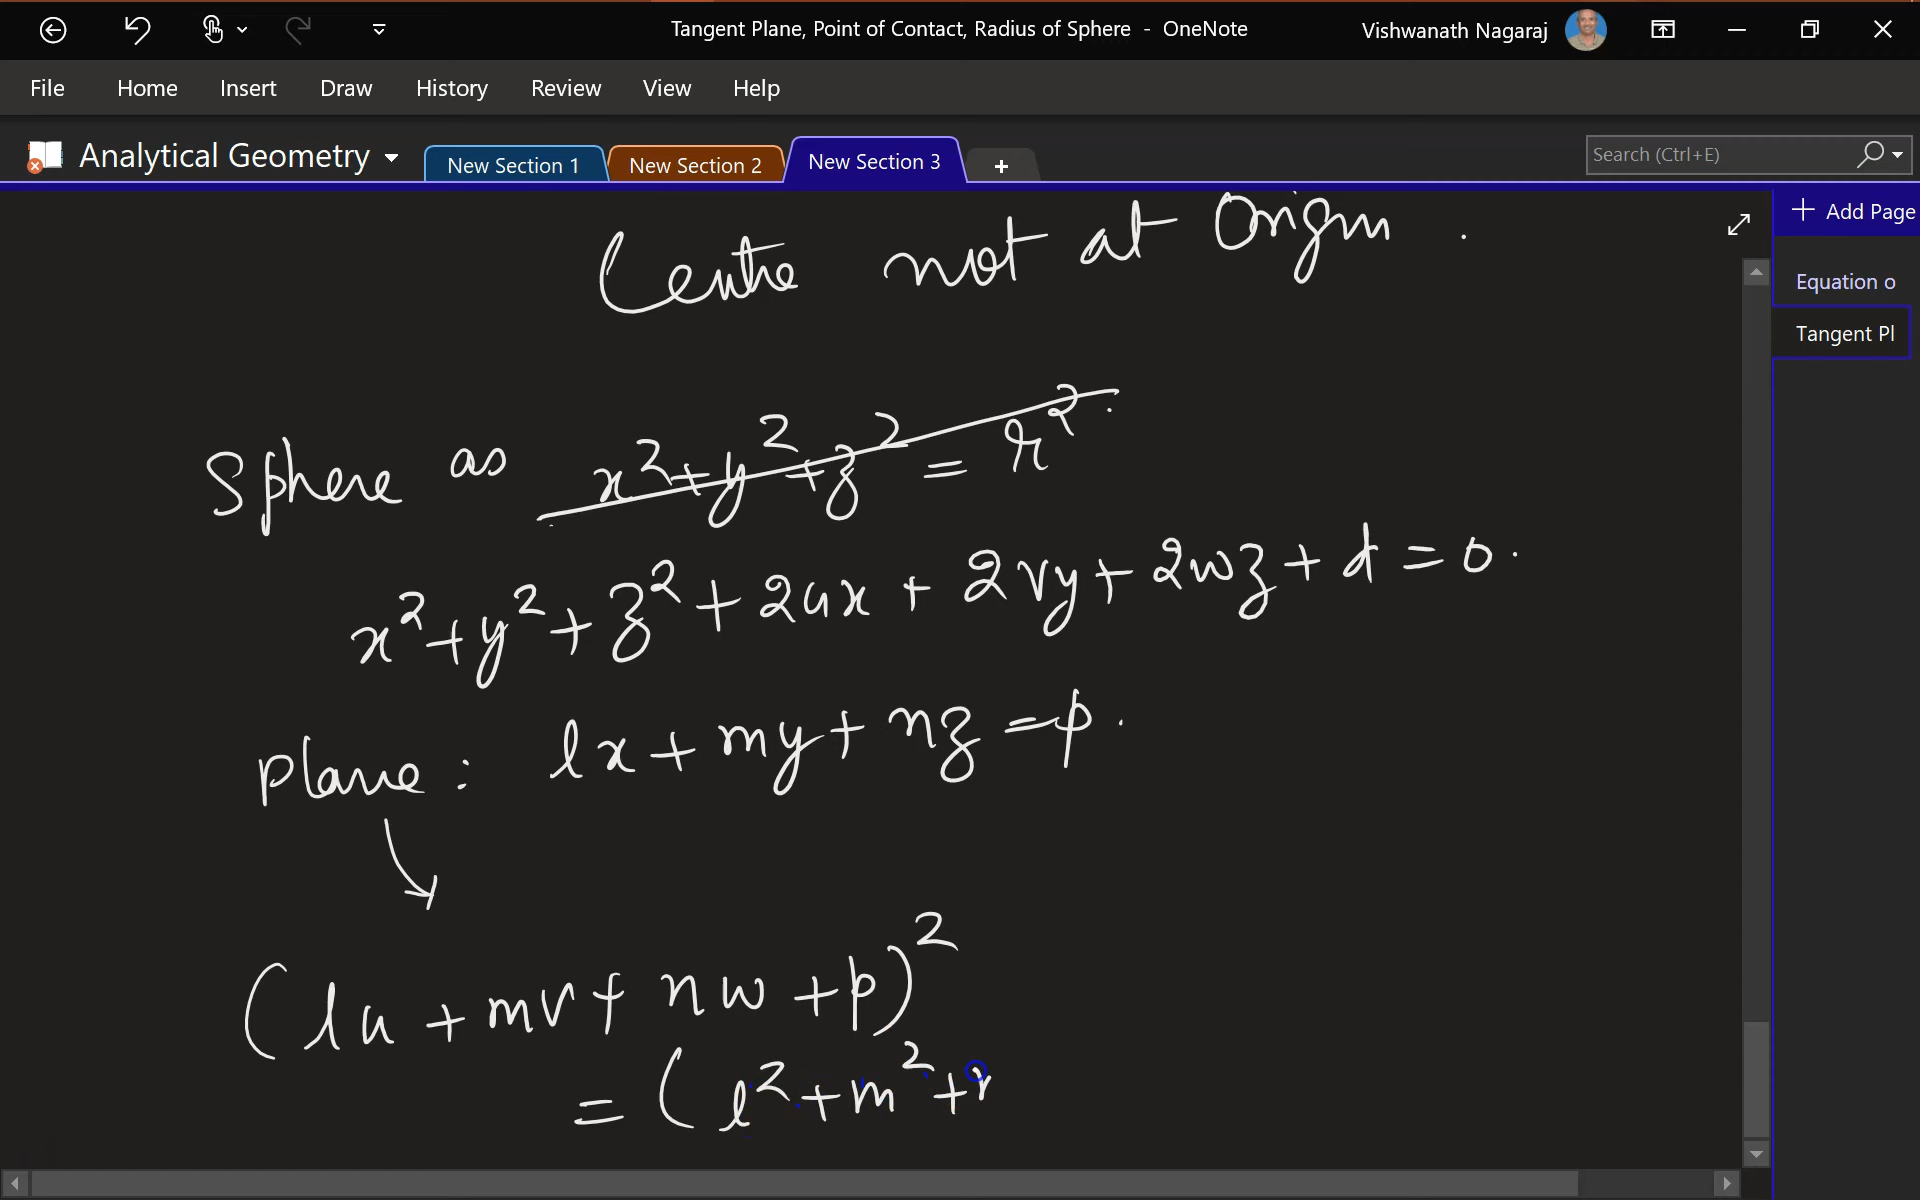 Tangent Plane, Point of Contact, Radius of Sphere - OneNote
Vishwanath Nagaraj
File Home Insert Draw History Review View Help
Analytical Geometry
New Section 1
New Section 2
New Section 3
+
Search (Ctrl+E)
+ Add Page
Equation o
Tangent Pl
Centre not at Origin .
Sphere as x²+y²+z² = r².
x²+y²+z²+2ux+2vy+2wz+d=0.
Plane: lx+my+nz=p.
(lu+mv+nw+p)²
= (l²+m²+n